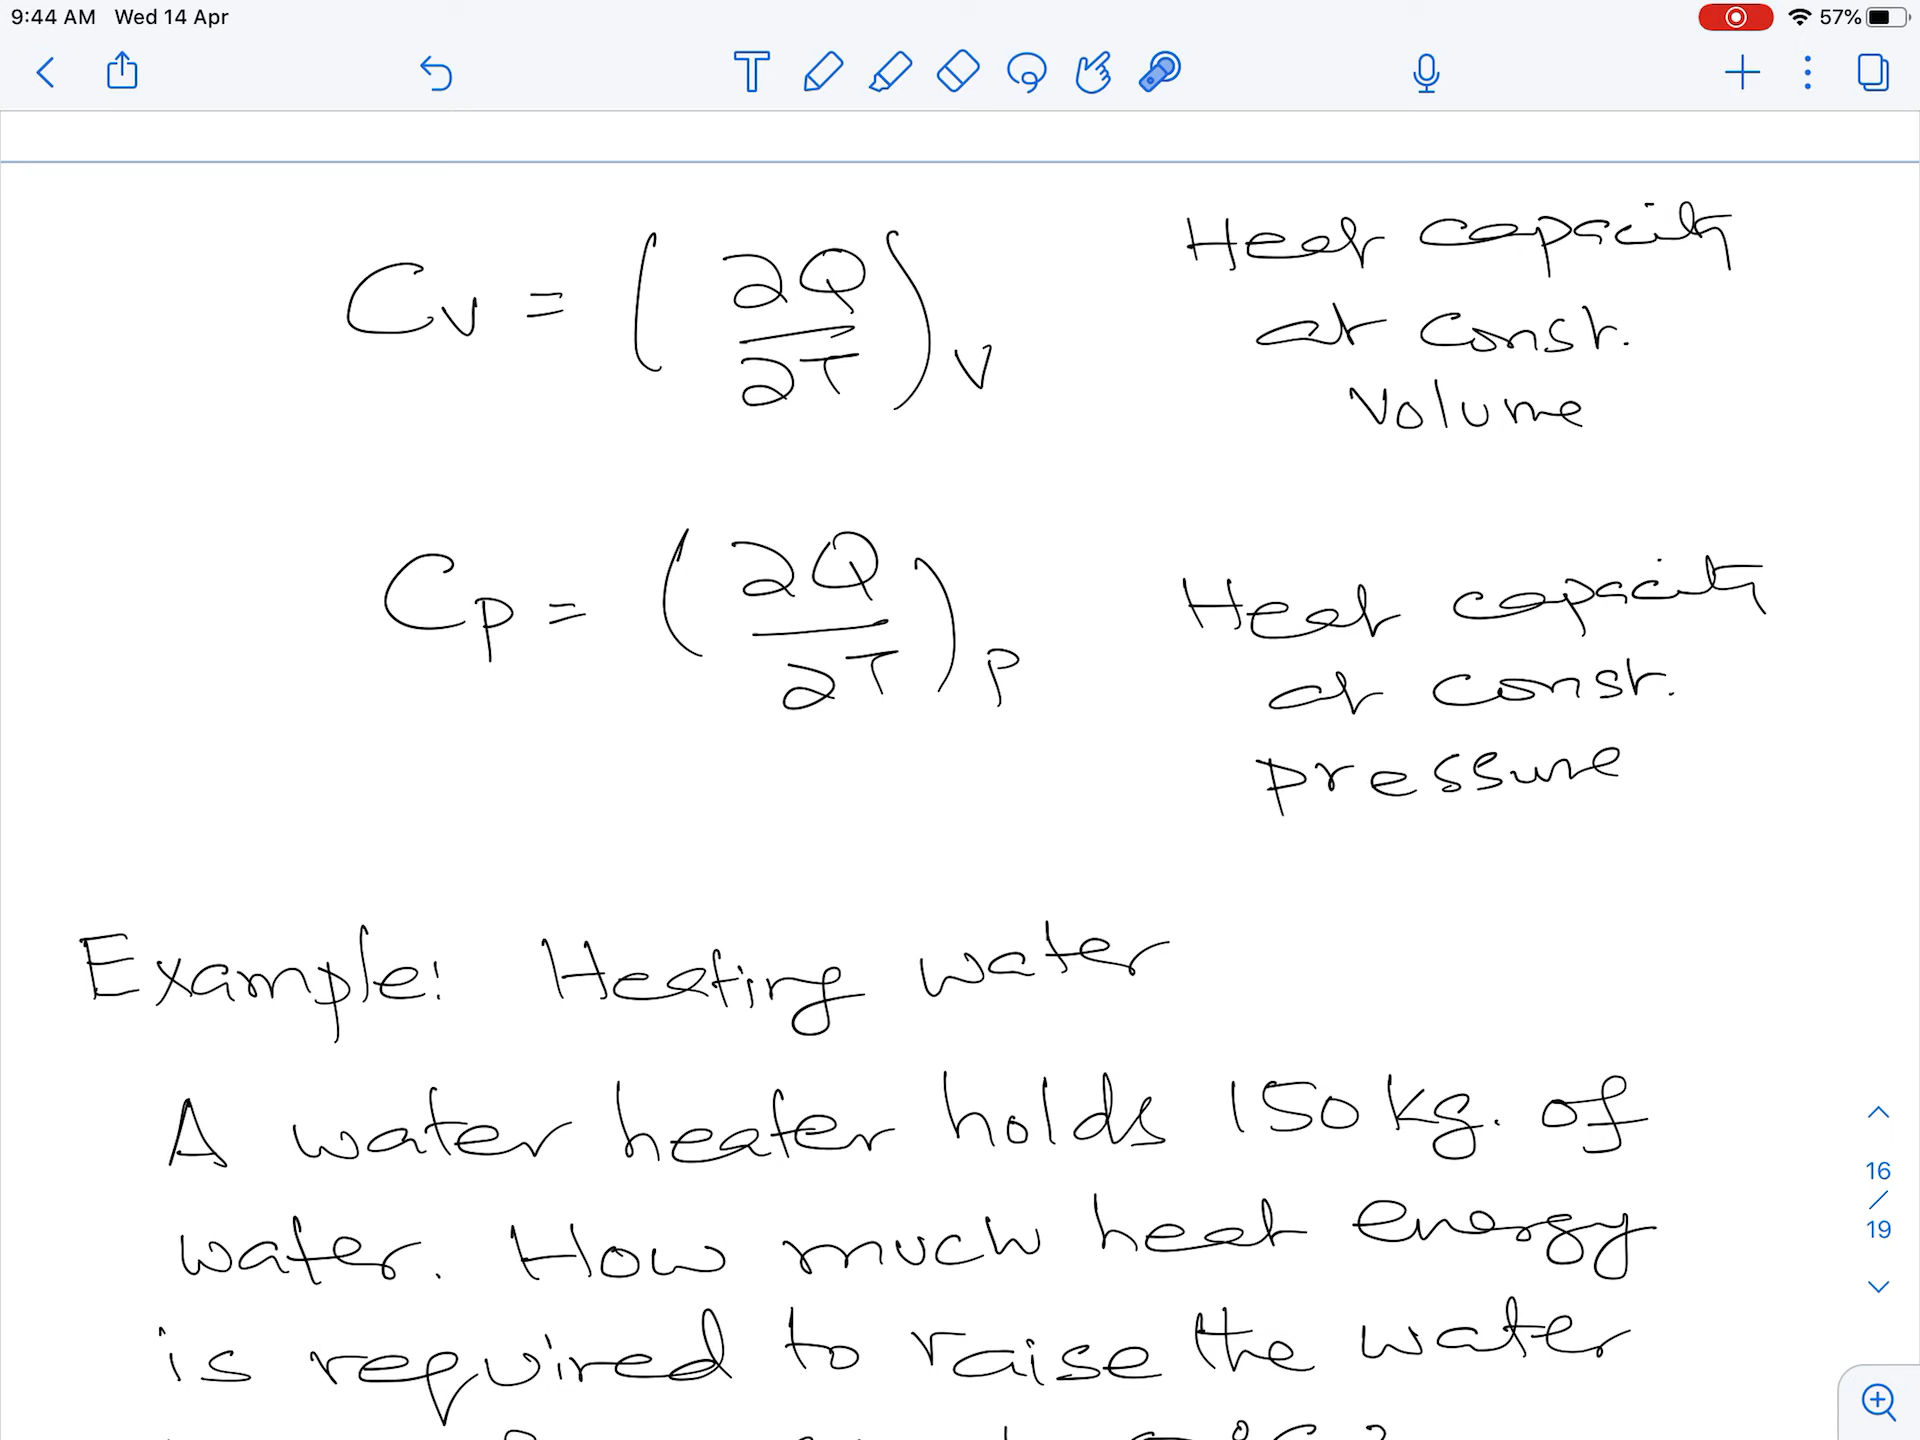 9:44 AM Wed 14 Apr
57%
T
Cv = (∂Q/∂T)v
Heat capacity
at const.
volume
Cp = (∂Q/∂T)p
Heat capacity
at const.
pressure
Example: Heating water
A water heater holds 150 kg. of
water. How much heat energy
is required to raise the water
16
/
19